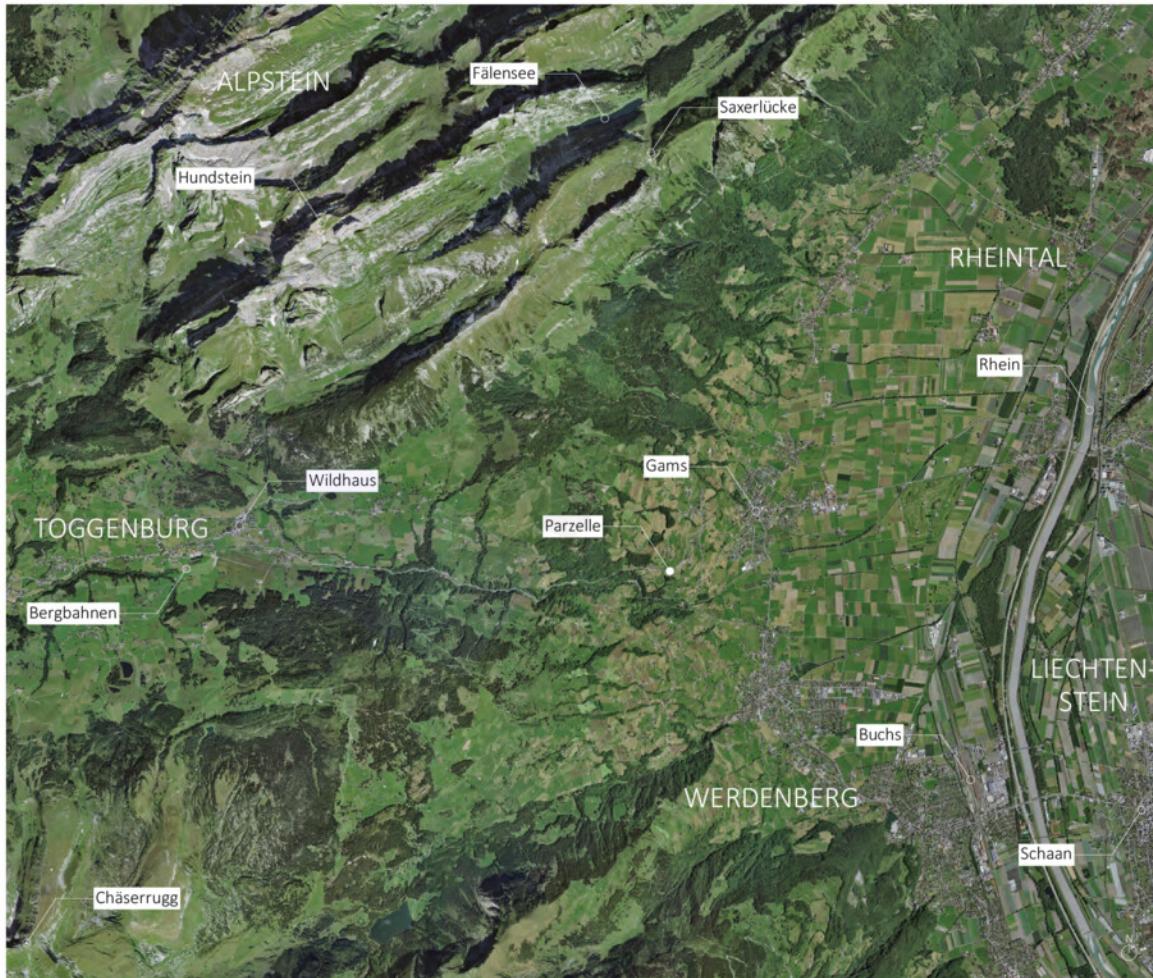 ALPSTEIN
Fälensee
Saxerlücke
Hundstein
RHEINTAL
Rhein
Wildhaus
Gams
TOGGENBURG
Parzelle
Bergbahnen
LIECHTEN-
STEIN
Buchs
WERDENBERG
Schaan
Chäserrugg
N